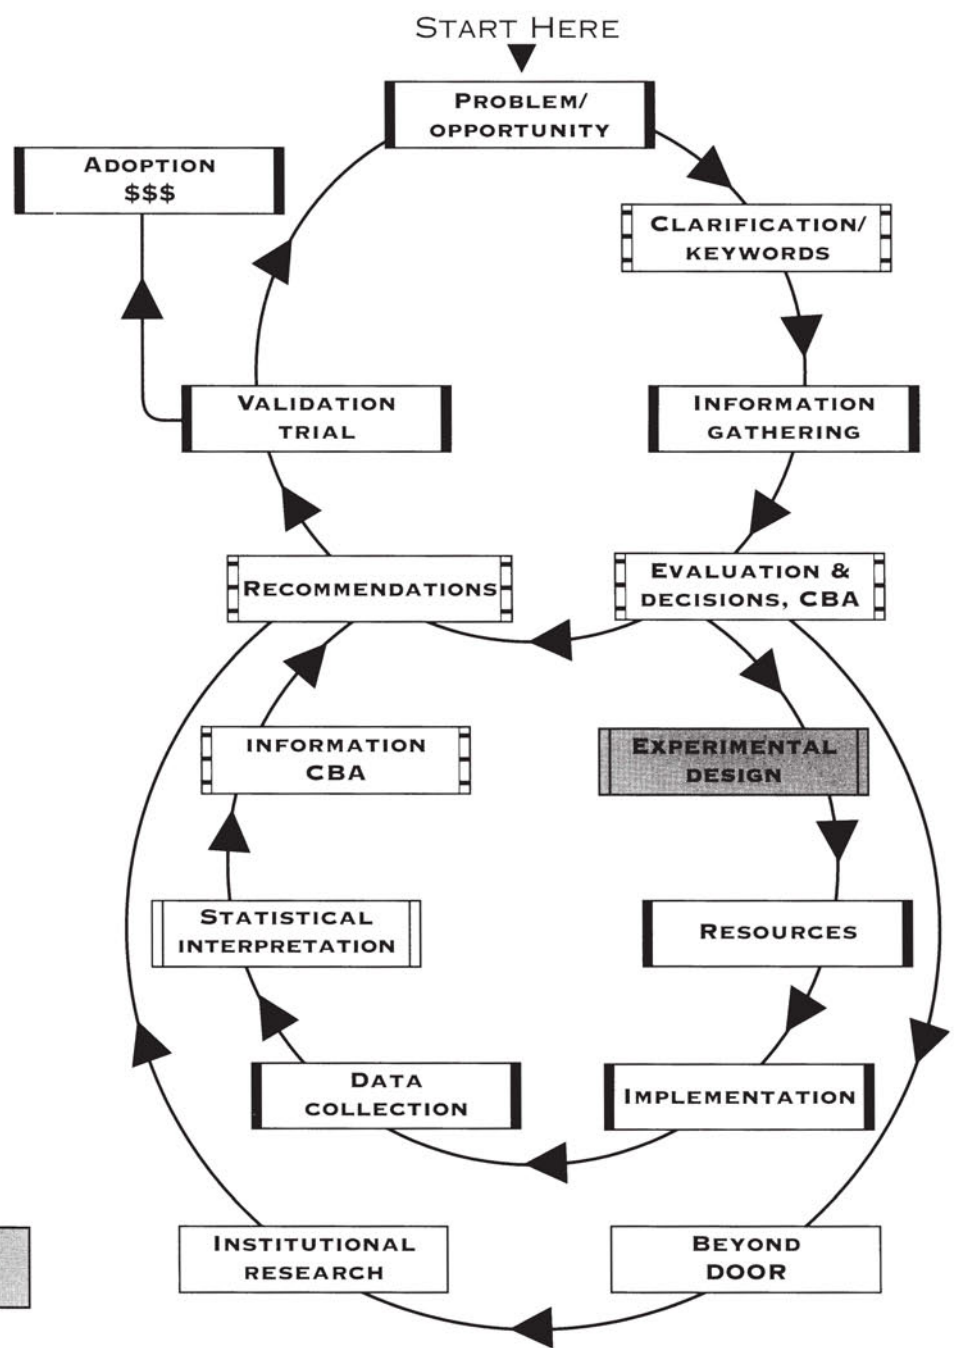 START HERE
PROBLEM/
OPPORTUNITY
ADOPTION
$$$
CLARIFICATION/
KEYWORDS
VALIDATION
TRIAL
INFORMATION
GATHERING
RECOMMENDATIONS
EVALUATION &
DECISIONS, CBA
INFORMATION
CBA
EXPERIMENTAL
DESIGN
STATISTICAL
INTERPRETATION
RESOURCES
DATA
COLLECTION
IMPLEMENTATION
INSTITUTIONAL
RESEARCH
BEYOND
DOOR